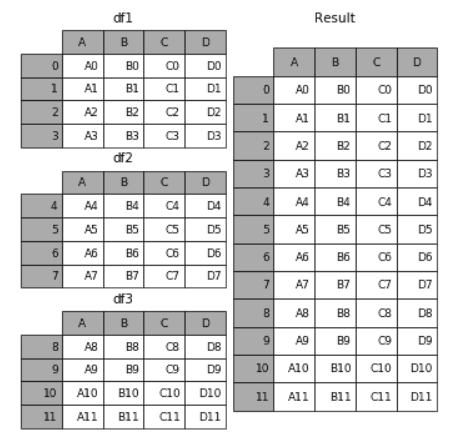 df1
A B C D
0 A0 B0 C0 D0
1 A1 B1 C1 D1
2 A2 B2 C2 D2
3 A3 B3 C3 D3
df2
A B C D
4 A4 B4 C4 D4
5 A5 B5 C5 D5
6 A6 B6 C6 D6
7 A7 B7 C7 D7
df3
A B C D
8 A8 B8 C8 D8
9 A9 B9 C9 D9
10 A10 B10 C10 D10
11 A11 B11 C11 D11
Result
A B C D
0 A0 B0 C0 D0
1 A1 B1 C1 D1
2 A2 B2 C2 D2
3 A3 B3 C3 D3
4 A4 B4 C4 D4
5 A5 B5 C5 D5
6 A6 B6 C6 D6
7 A7 B7 C7 D7
8 A8 B8 C8 D8
9 A9 B9 C9 D9
10 A10 B10 C10 D10
11 A11 B11 C11 D11